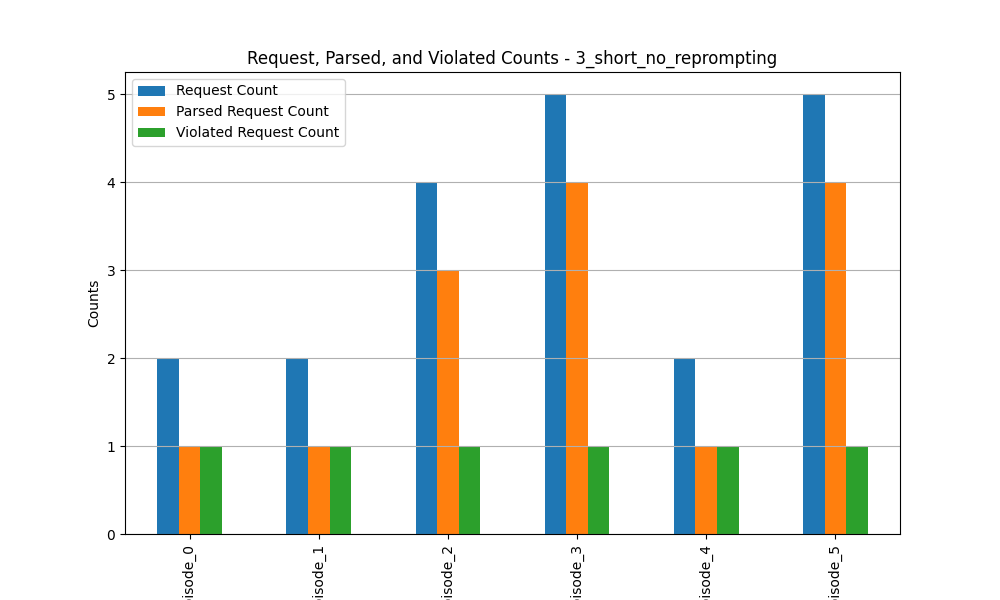 Request, Parsed, and Violated Counts - 3_short_no_reprompting
Request Count
Parsed Request Count
Violated Request Count
Counts
5
4
3
2
1
0
isode_0
isode_1
isode_2
isode_3
isode_4
isode_5